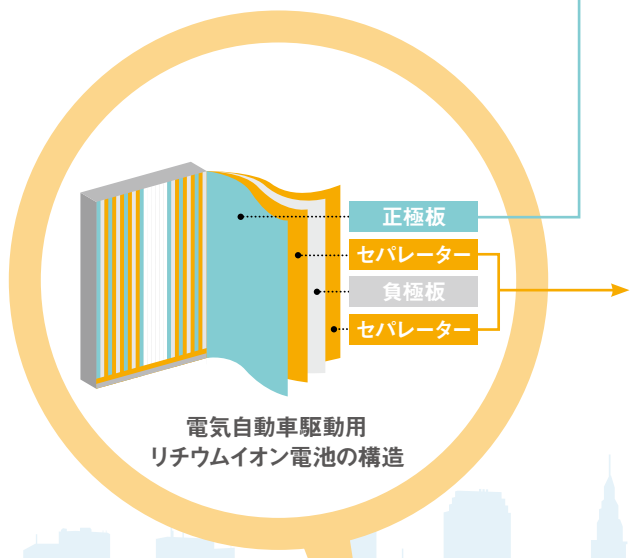 正極板
セパレーター
負極板
セパレーター
電気自動車駆動用
リチウムイオン電池の構造